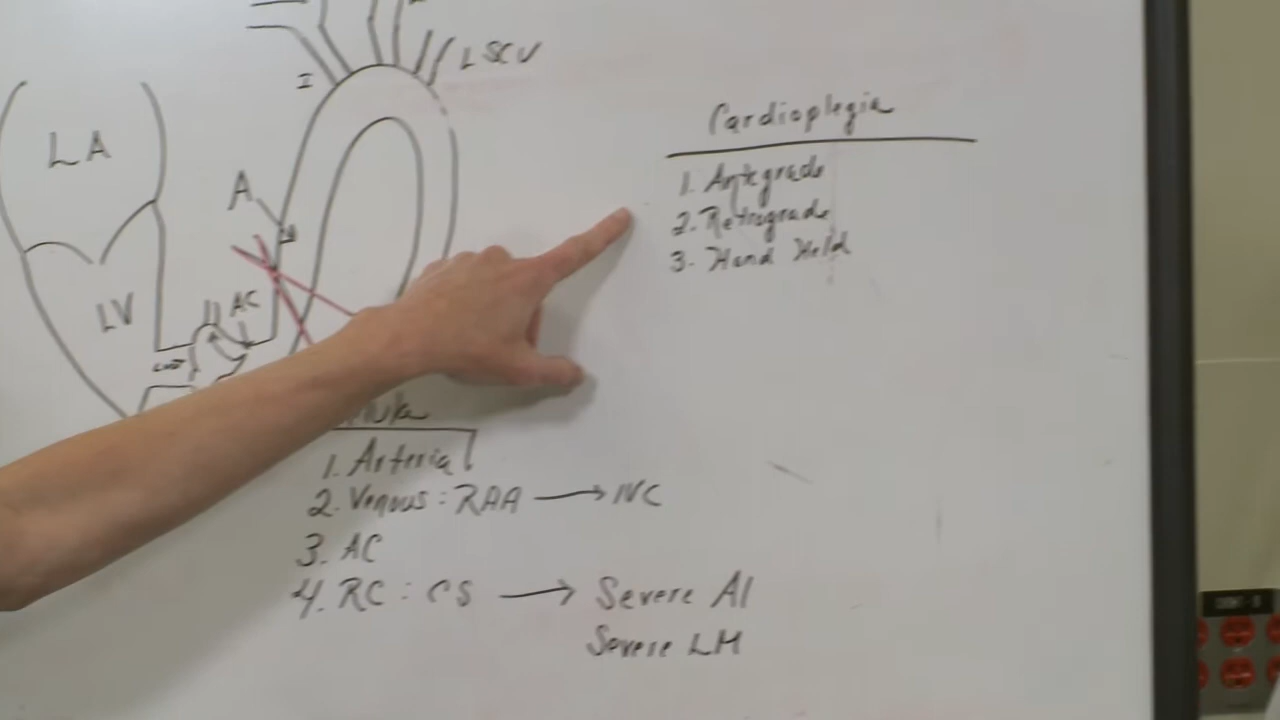 I
LSCV
LA
A
LV
AC
Cardioplegia
1. Antegrade
2. Retrograde
3. Hand Held
1. Arterial
2. Venous : RAA → IVC
3. AC
4. RC : CS → Severe AI
Severe LM